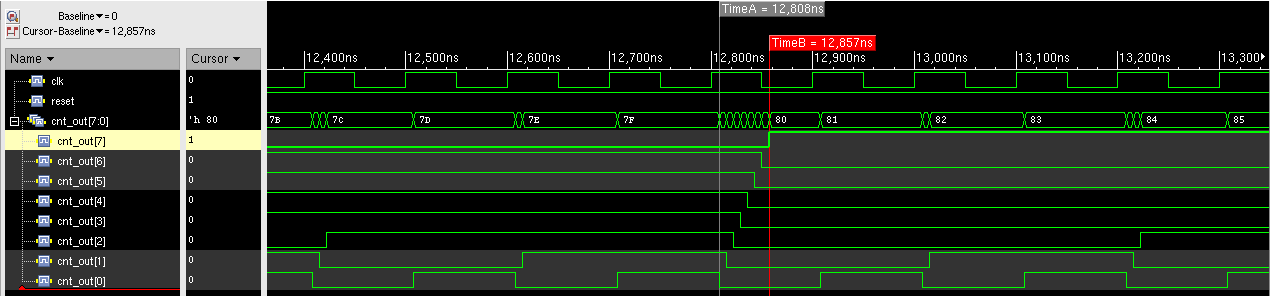 TimeA = 12,808ns
Baseline ▾ = 0
Cursor-Baseline ▾ = 12,857ns
TimeB = 12,857ns
Name ▾ Cursor ▾ 12,400ns 12,500ns 12,600ns 12,700ns 12,800ns 12,900ns 13,000ns 13,100ns 13,200ns 13,300
clk 0
reset 1
cnt_out[7:0] 'h 80 7B 7C 7D 7E 7F 80 81 82 83 84 85
cnt_out[7] 1
cnt_out[6] 0
cnt_out[5] 0
cnt_out[4] 0
cnt_out[3] 0
cnt_out[2] 0
cnt_out[1] 0
cnt_out[0] 0